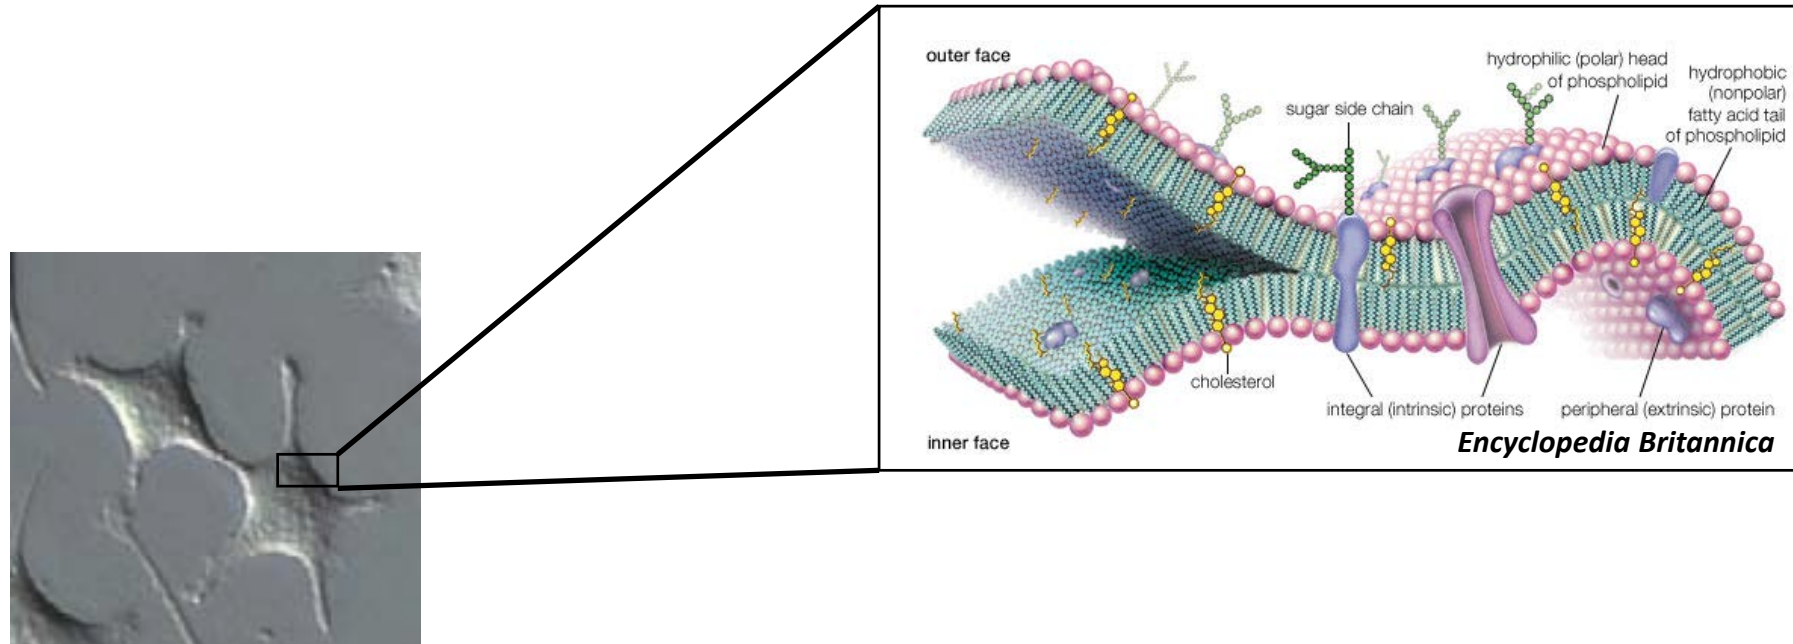 outer face
hydrophilic (polar) head
of phospholipid
hydrophobic
(nonpolar)
fatty acid tail
of phospholipid
sugar side chain
cholesterol
integral (intrinsic) proteins
peripheral (extrinsic) protein
inner face
Encyclopedia Britannica